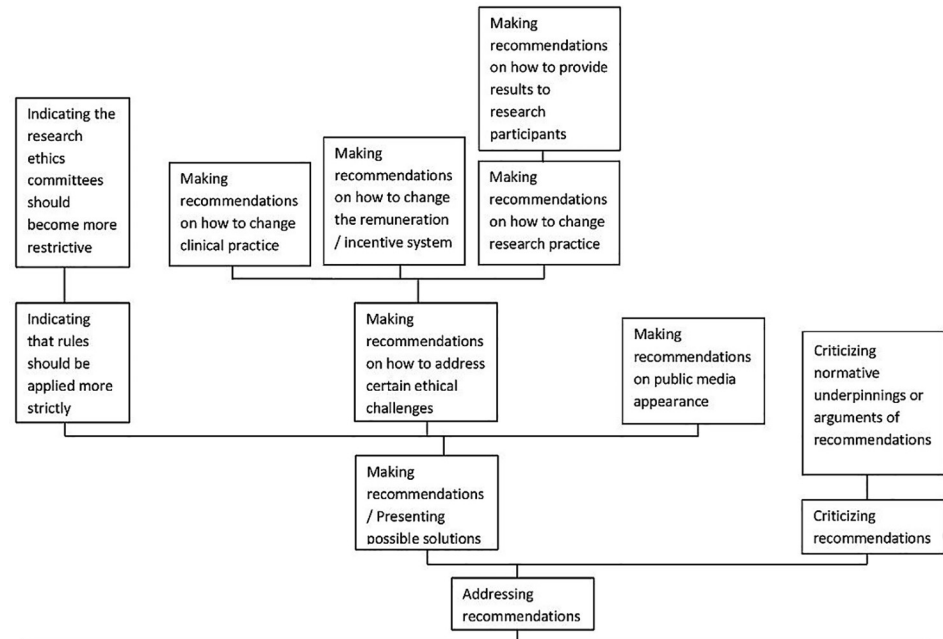 Making
recommendations
on how to provide
results to
research
participants
Indicating the
research
ethics
committees
should
become more
restrictive
Making
recommendations
on how to change
clinical practice
Making
recommendations
on how to change
the remuneration
/ incentive system
Making
recommendations
on how to change
research practice
Indicating
that rules
should be
applied more
strictly
Making
recommendations
on how to address
certain ethical
challenges
Making
recommendations
on public media
appearance
Criticizing
normative
underpinnings or
arguments of
recommendations
Making
recommendations
/ Presenting
possible solutions
Criticizing
recommendations
Addressing
recommendations